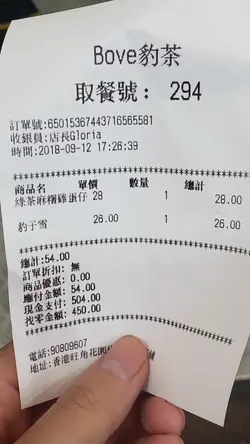 Bove豹茶
取餐號： 294
訂單號:65015367443716565581
收銀員:店長Gloria
時間:2018-09-12 17:26:39
商品名 單價 數量 總計
綠茶麻糬雞蛋仔 28 1 28.00
豹子雪 26.00 1 26.00
總計:54.00
訂單折扣: 無
商品優惠: 0.00
應付金額: 54.00
現金支付: 504.00
找零金額: 450.00
電話:90809607
地址:香港旺角花園